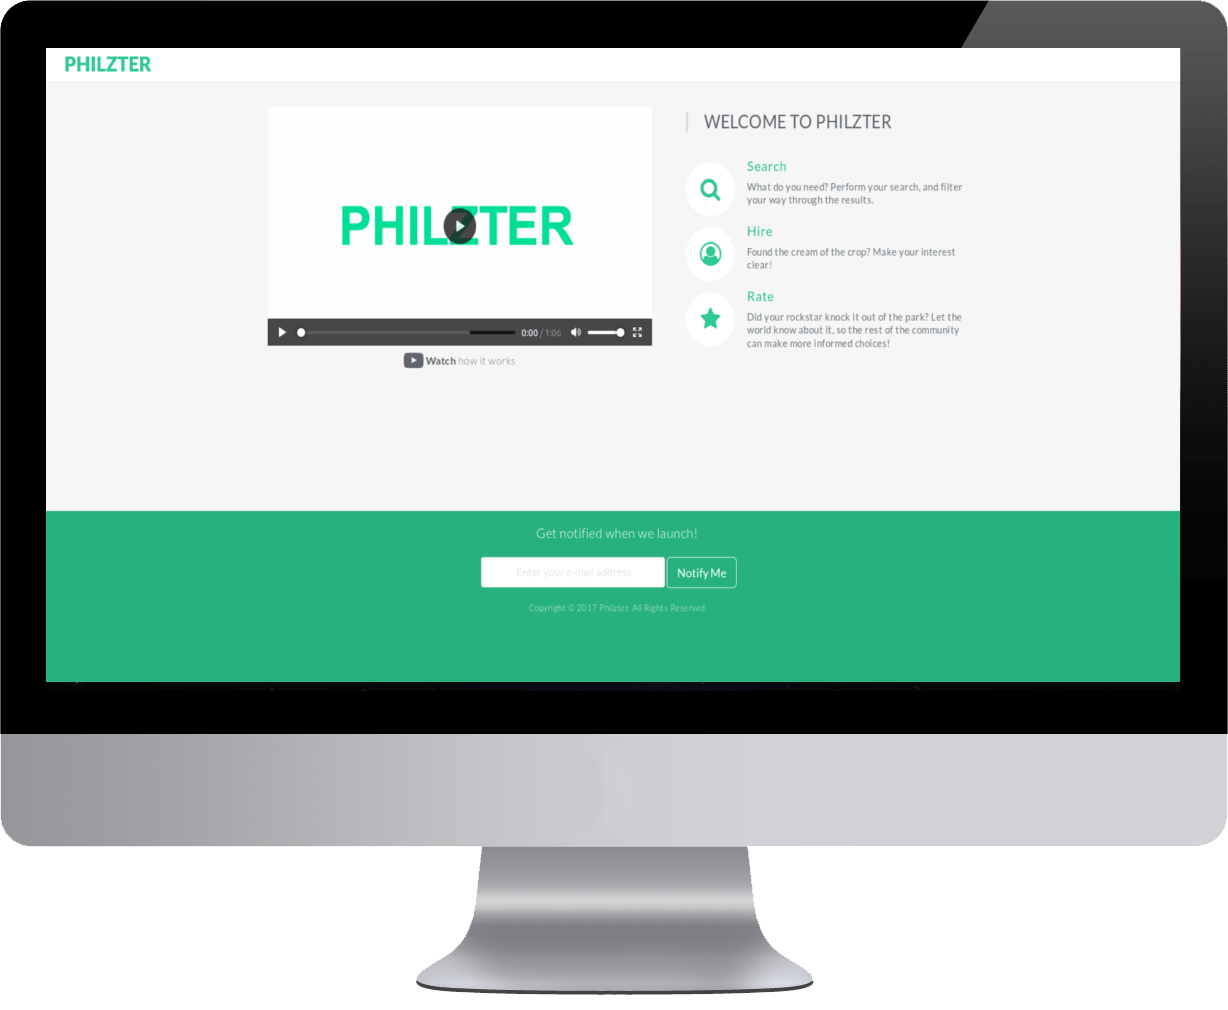 PHILZTER
PHILZTER
0:00 / 1:06
Watch how it works
WELCOME TO PHILZTER
Search
What do you need? Perform your search, and filter
your way through the results.
Hire
Found the cream of the crop? Make your interest
clear!
Rate
Did your rockstar knock it out of the park? Let the
world know about it, so the rest of the community
can make more informed choices!
Get notified when we launch!
Enter your e-mail address
Notify Me
Copyright © 2017 Philzter. All Rights Reserved